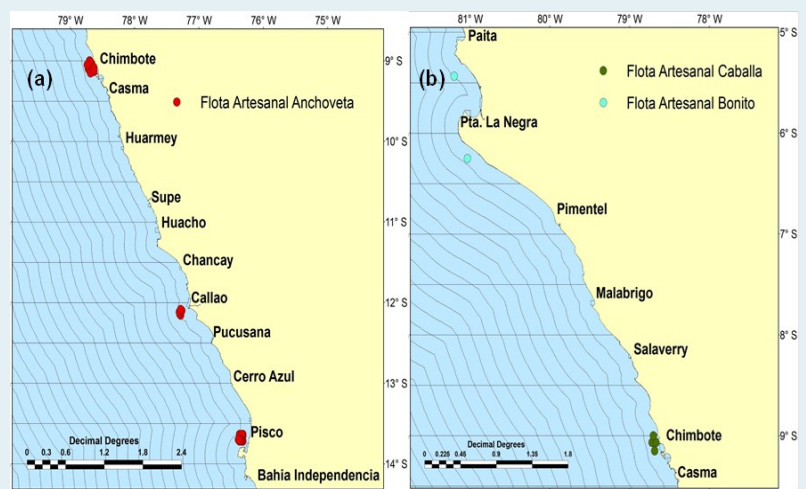 77° W
76° W
75° W
(a)
Chimbote
Casma
Flota Artesanal Anchoveta
Huarmey
Supe
Huacho
Chancay
Callao
Pucusana
Cerro Azul
Pisco
Bahia Independencia
9° S
10° S
11° S
12° S
13° S
14° S
Decimal Degrees
0 0.3 0.6 1.2 1.8 2.4
81° W
80° W
79° W
78° W
77° W
(b)
Paita
Flota Artesanal Caballa
Flota Artesanal Bonito
Pta. La Negra
Pimentel
Malabrigo
Salaverry
Chimbote
Casma
5° S
6° S
7° S
8° S
9° S
Decimal Degrees
0 0.225 0.45 0.9 1.35 1.8